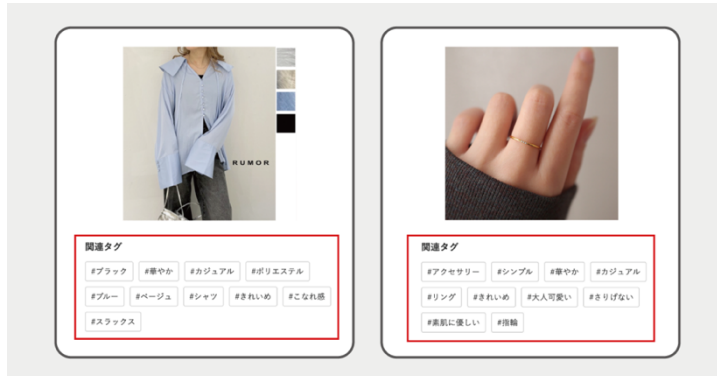 RUMOR
関連タグ
#ブラック #華やか #カジュアル #ポリエステル
#ブルー #ベージュ #シャツ #きれいめ #こなれ感
#スラックス
関連タグ
#アクセサリー #シンプル #華やか #カジュアル
#リング #きれいめ #大人可愛い #さりげない
#素肌に優しい #指輪